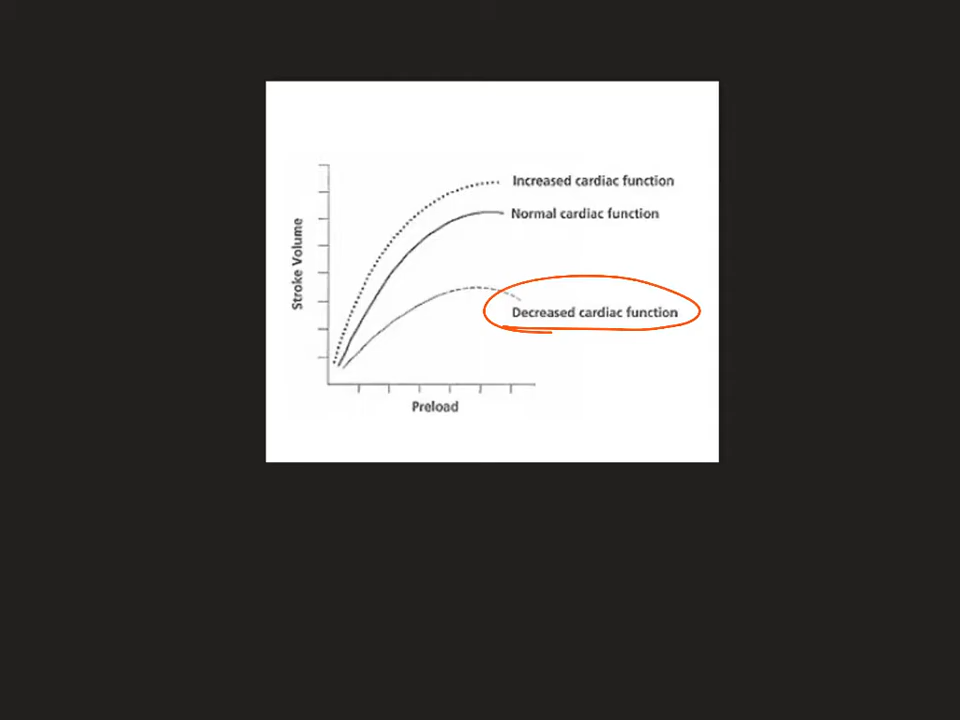 Increased cardiac function
Normal cardiac function
Stroke Volume
Decreased cardiac function
Preload